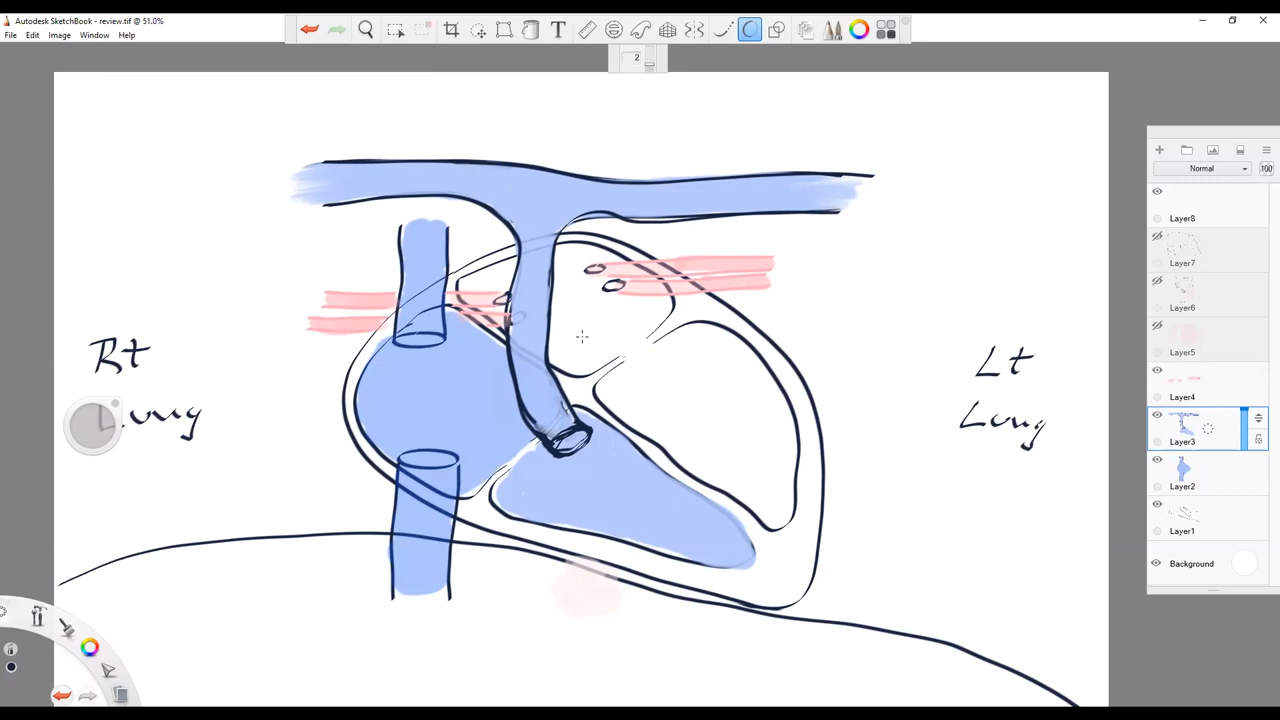 Autodesk SketchBook - review.tif @ 51.0%
File Edit Image Window Help
2
Normal 100
Layer8
Layer7
Layer6
Layer5
Layer4
Layer3
Layer2
Layer1
Background
Rt
Lt
Lung